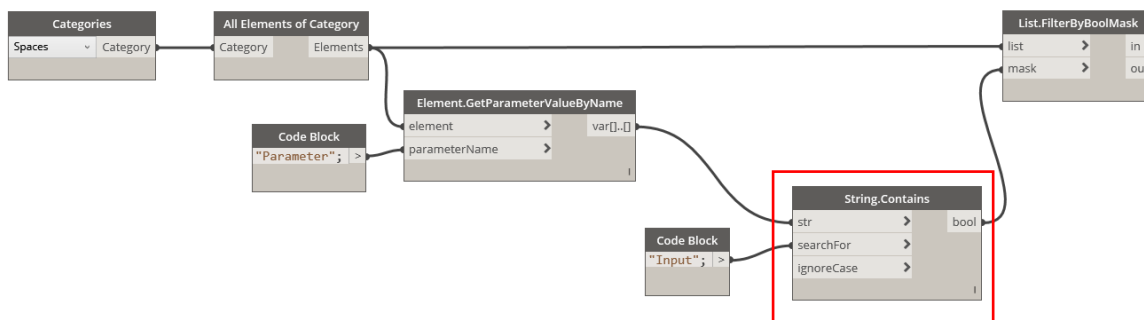 Categories
Spaces Category
All Elements of Category
Category Elements
List.FilterByBoolMask
list > in
mask > ou
Element.GetParameterValueByName
element > var[]..[]
parameterName >
Code Block
"Parameter"; >
String.Contains
str > bool
searchFor >
ignoreCase >
Code Block
"Input"; >